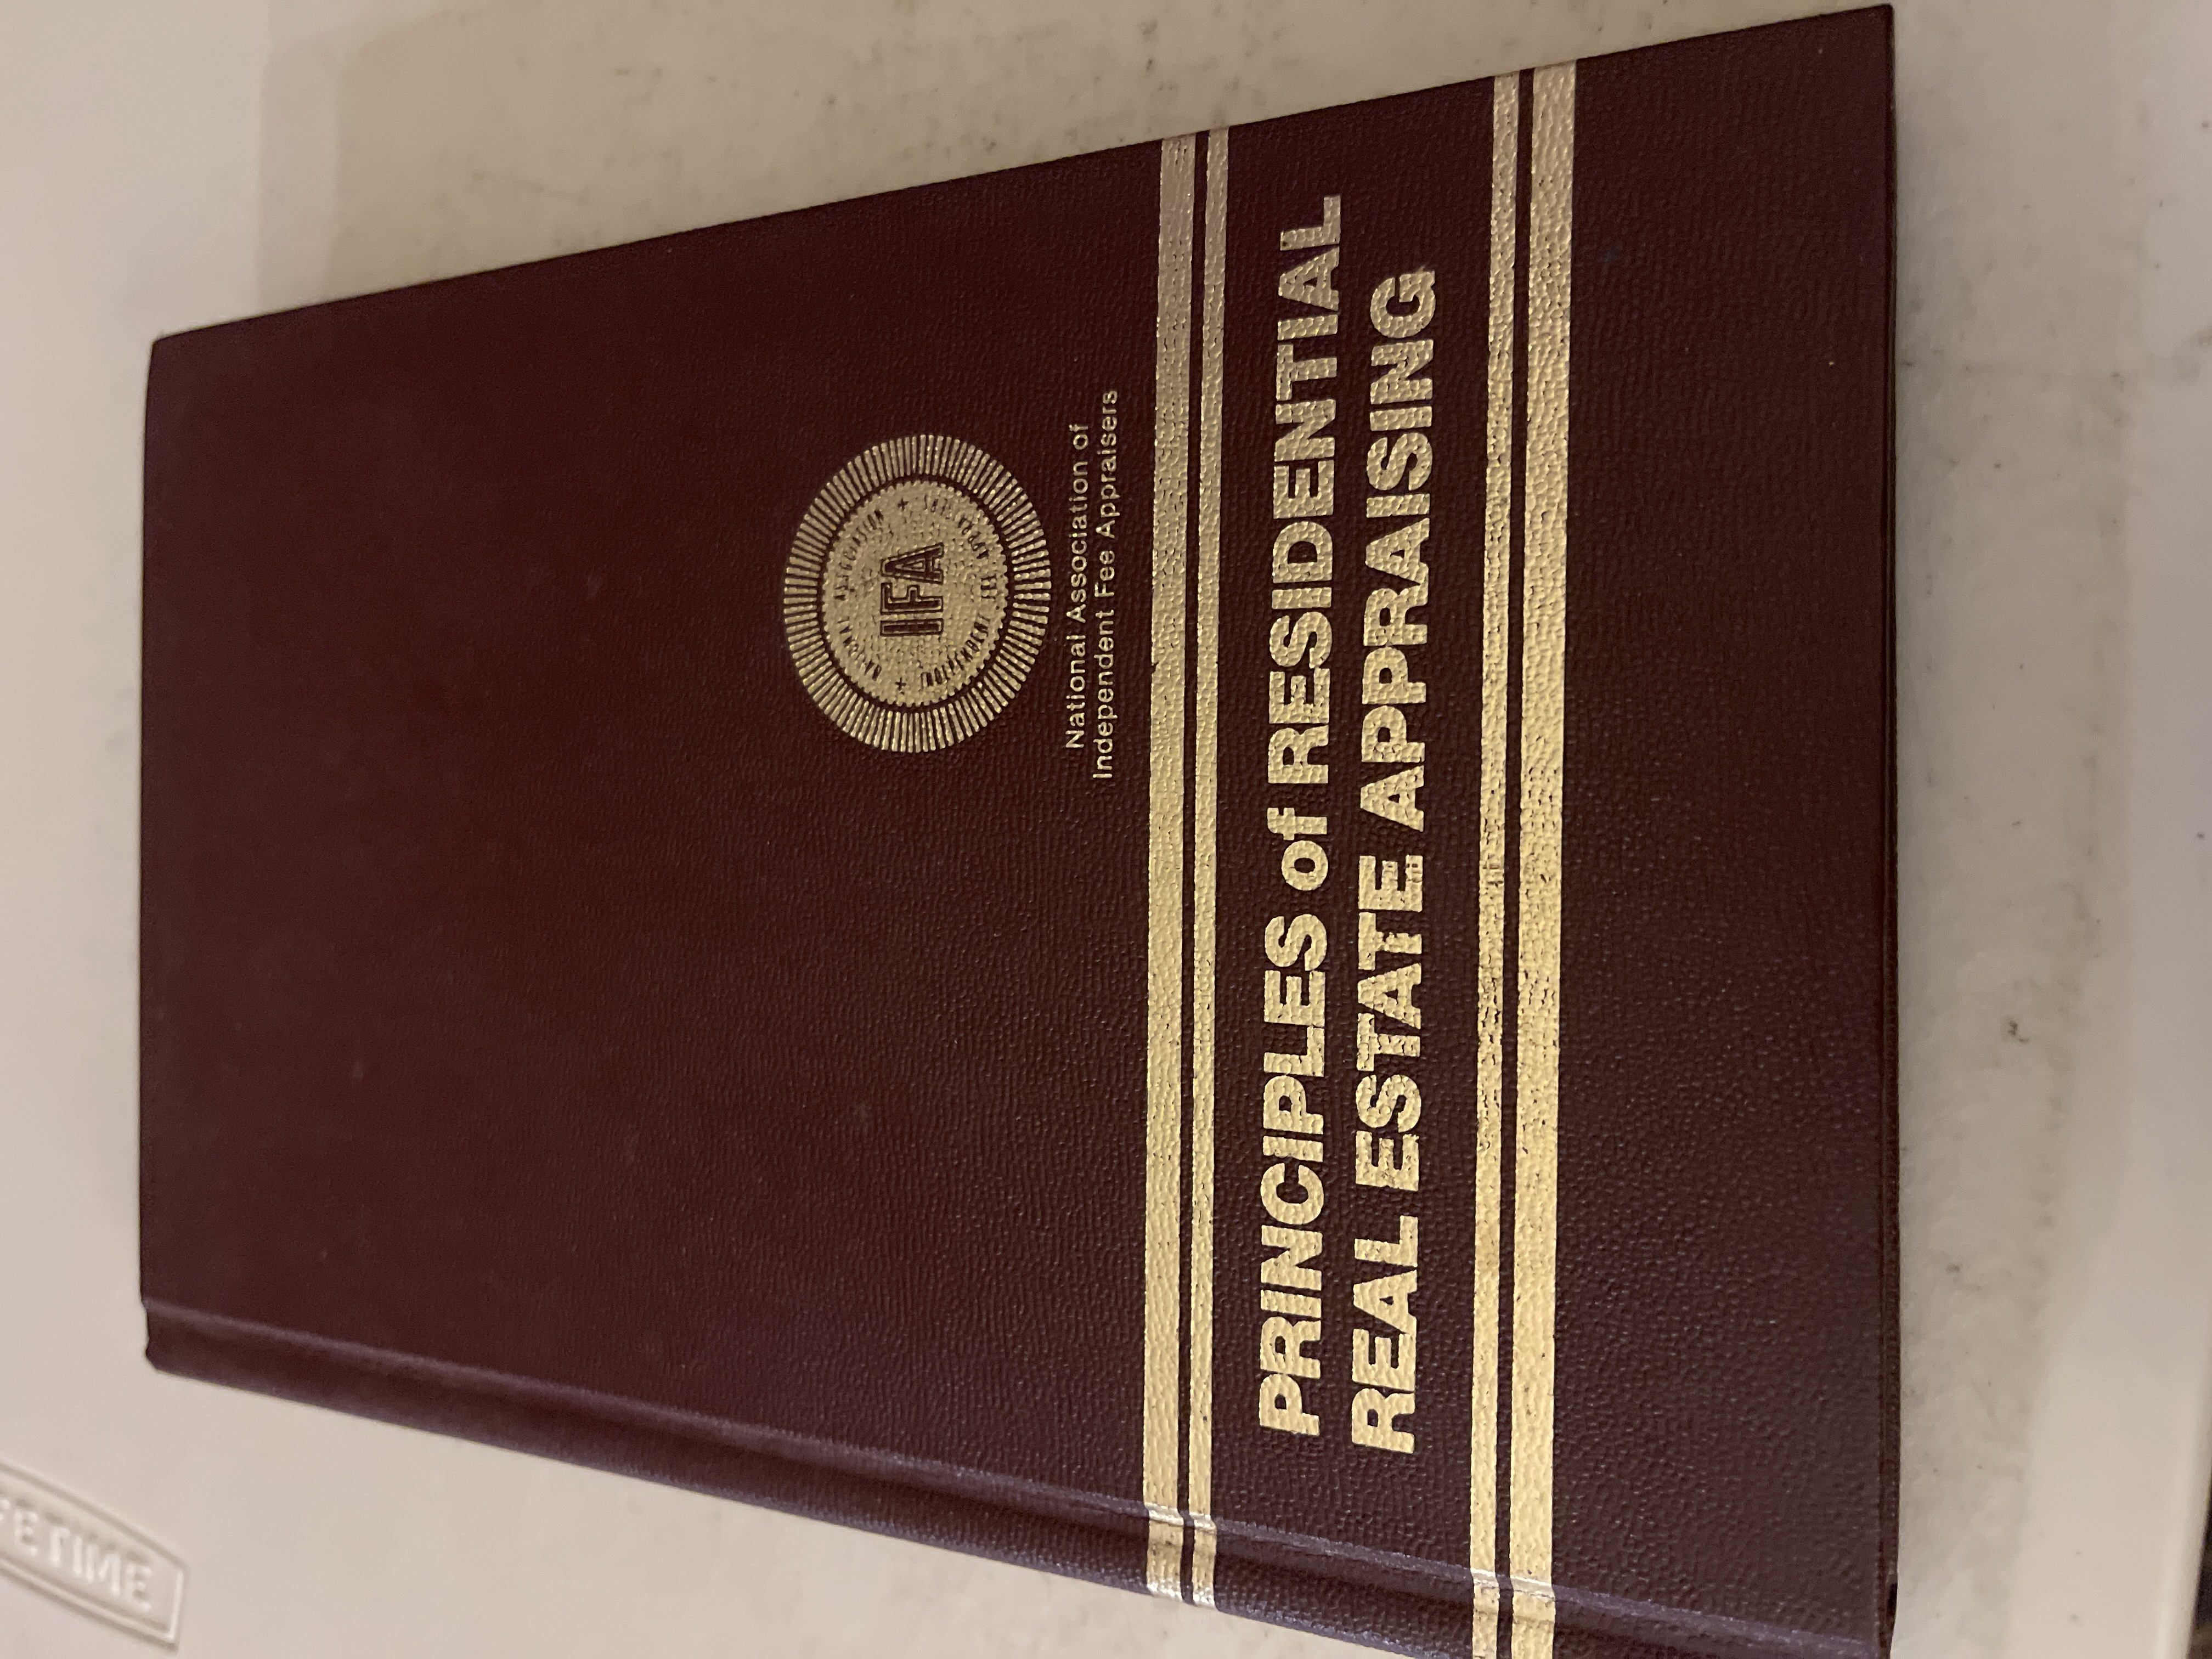 IFA
National Association of
Independent Fee Appraisers
PRINCIPLES of RESIDENTIAL
REAL ESTATE APPRAISING